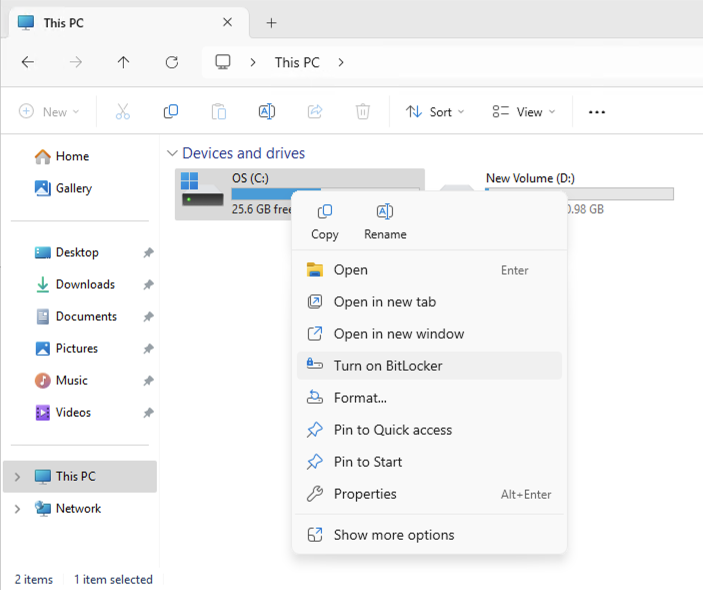 This PC
This PC
New
Sort
View
Home
Gallery
Desktop
Downloads
Documents
Pictures
Music
Videos
This PC
Network
Devices and drives
OS (C:)
25.6 GB free
New Volume (D:)
0.98 GB
Copy
Rename
Open Enter
Open in new tab
Open in new window
Turn on BitLocker
Format...
Pin to Quick access
Pin to Start
Properties Alt+Enter
Show more options
2 items 1 item selected